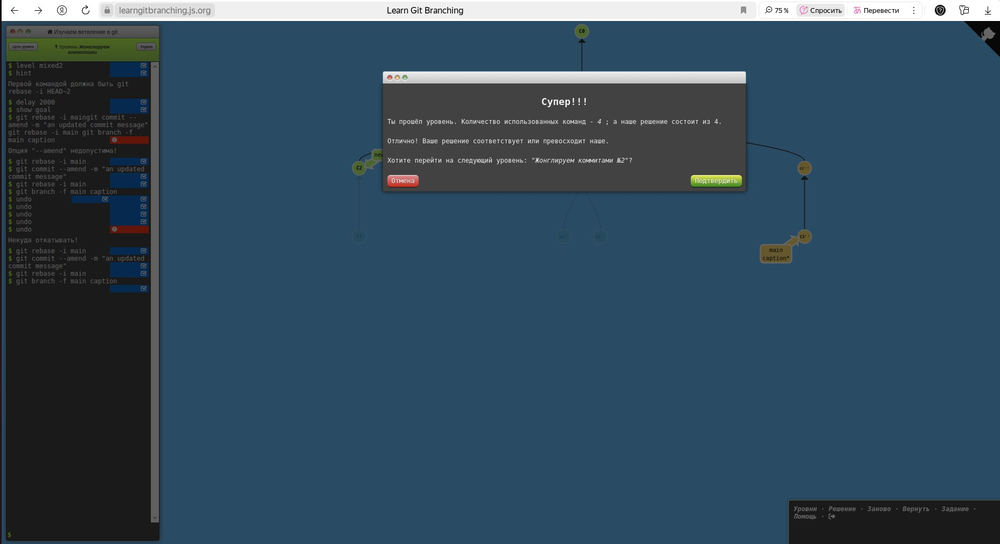 learngitbranching.js.org
Learn Git Branching
75 %
Спросить
Перевести
Изучаем ветвление в git
Цель уровня
Уровень Жонглируем
коммитами
Задача
$ level mixed2
$ hint
Первой командой должна быть git
rebase -i HEAD~2
$ delay 2000
$ show goal
$ git rebase -i maingit commit --
amend -m "an updated commit message"
git rebase -i main git branch -f
main caption
Опция "--amend" недопустима!
$ git rebase -i main
$ git commit --amend -m "an updated
commit message"
$ git rebase -i main
$ git branch -f main caption
$ undo
$ undo
$ undo
$ undo
$ undo
Некуда откатывать!
$ git rebase -i main
$ git commit --amend -m "an updated
commit message"
$ git rebase -i main
$ git branch -f main caption
$
C0
Супер!!!
Ты прошёл уровень. Количество использованных команд - 4 ; а наше решение состоит из 4.
Отлично! Ваше решение соответствует или превосходит наше.
Хотите перейти на следующий уровень: "Жонглируем коммитами №2"?
Отмена
Подтвердить
new
C2
C2'''
C3''
main
caption*
Уровни · Решение · Заново · Вернуть · Задание ·
Помощь ·